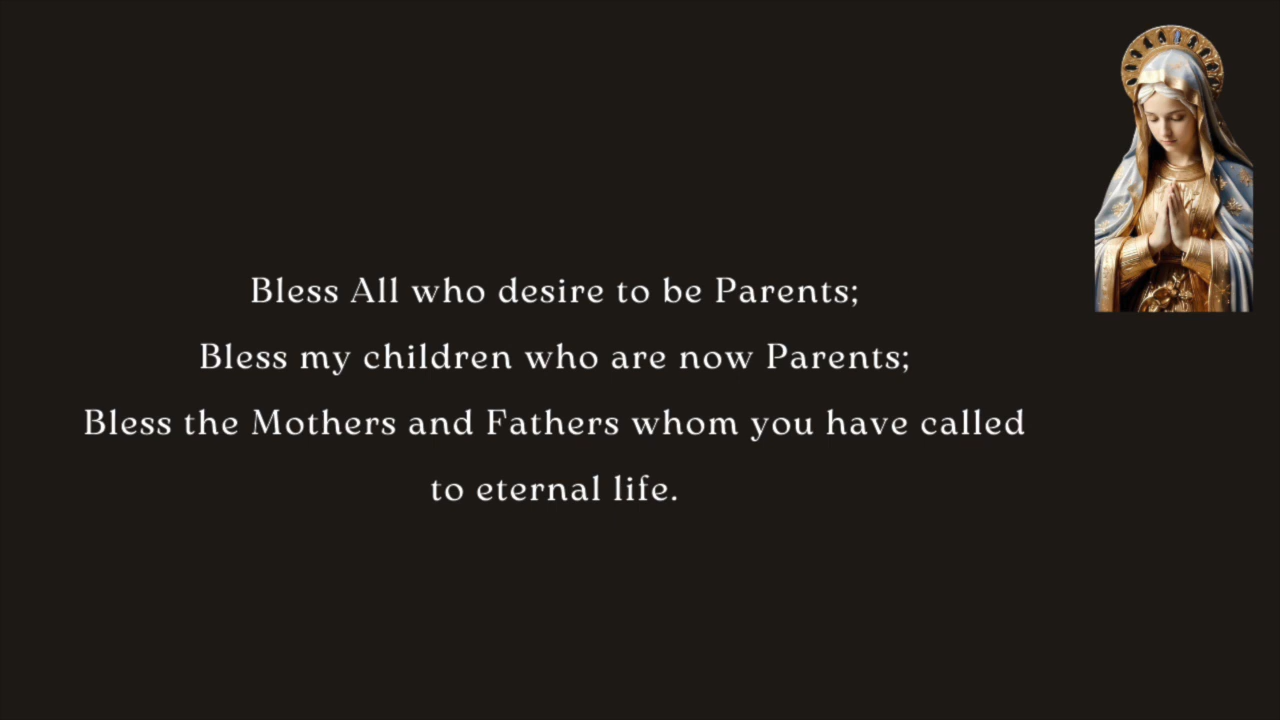 Bless All who desire to be Parents;
Bless my children who are now Parents;
Bless the Mothers and Fathers whom you have called
to eternal life.